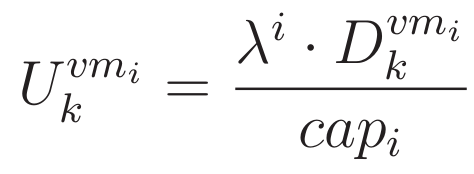 U_k^{vm_i} = \frac{\lambda^i \cdot D_k^{vm_i}}{cap_i}